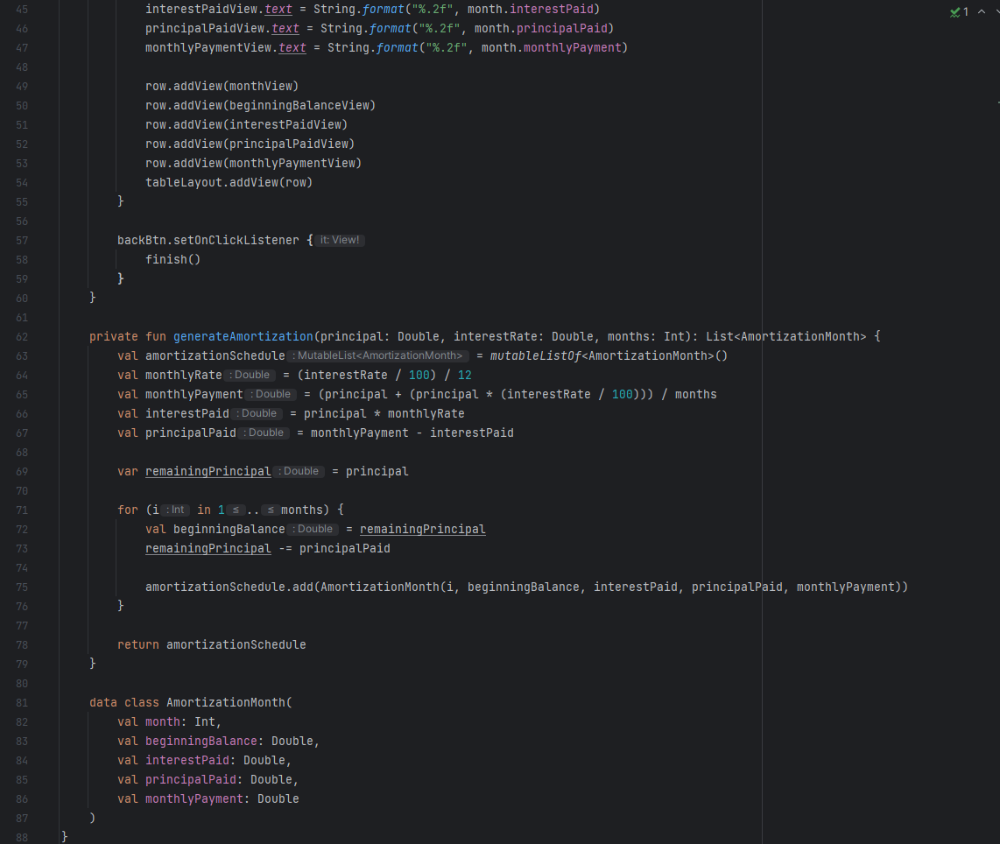 45 interestPaidView.text = String.format("%.2f", month.interestPaid) 1
46 principalPaidView.text = String.format("%.2f", month.principalPaid)
47 monthlyPaymentView.text = String.format("%.2f", month.monthlyPayment)
48
49 row.addView(monthView)
50 row.addView(beginningBalanceView)
51 row.addView(interestPaidView)
52 row.addView(principalPaidView)
53 row.addView(monthlyPaymentView)
54 tableLayout.addView(row)
55 }
56
57 backBtn.setOnClickListener { it: View!
58 finish()
59 }
60 }
61
62 private fun generateAmortization(principal: Double, interestRate: Double, months: Int): List<AmortizationMonth> {
63 val amortizationSchedule : MutableList<AmortizationMonth> = mutableListOf<AmortizationMonth>()
64 val monthlyRate : Double = (interestRate / 100) / 12
65 val monthlyPayment : Double = (principal + (principal * (interestRate / 100))) / months
66 val interestPaid : Double = principal * monthlyRate
67 val principalPaid : Double = monthlyPayment - interestPaid
68
69 var remainingPrincipal : Double = principal
70
71 for (i : Int in 1 ≤ .. ≤ months) {
72 val beginningBalance : Double = remainingPrincipal
73 remainingPrincipal -= principalPaid
74
75 amortizationSchedule.add(AmortizationMonth(i, beginningBalance, interestPaid, principalPaid, monthlyPayment))
76 }
77
78 return amortizationSchedule
79 }
80
81 data class AmortizationMonth(
82 val month: Int,
83 val beginningBalance: Double,
84 val interestPaid: Double,
85 val principalPaid: Double,
86 val monthlyPayment: Double
87 )
88 }